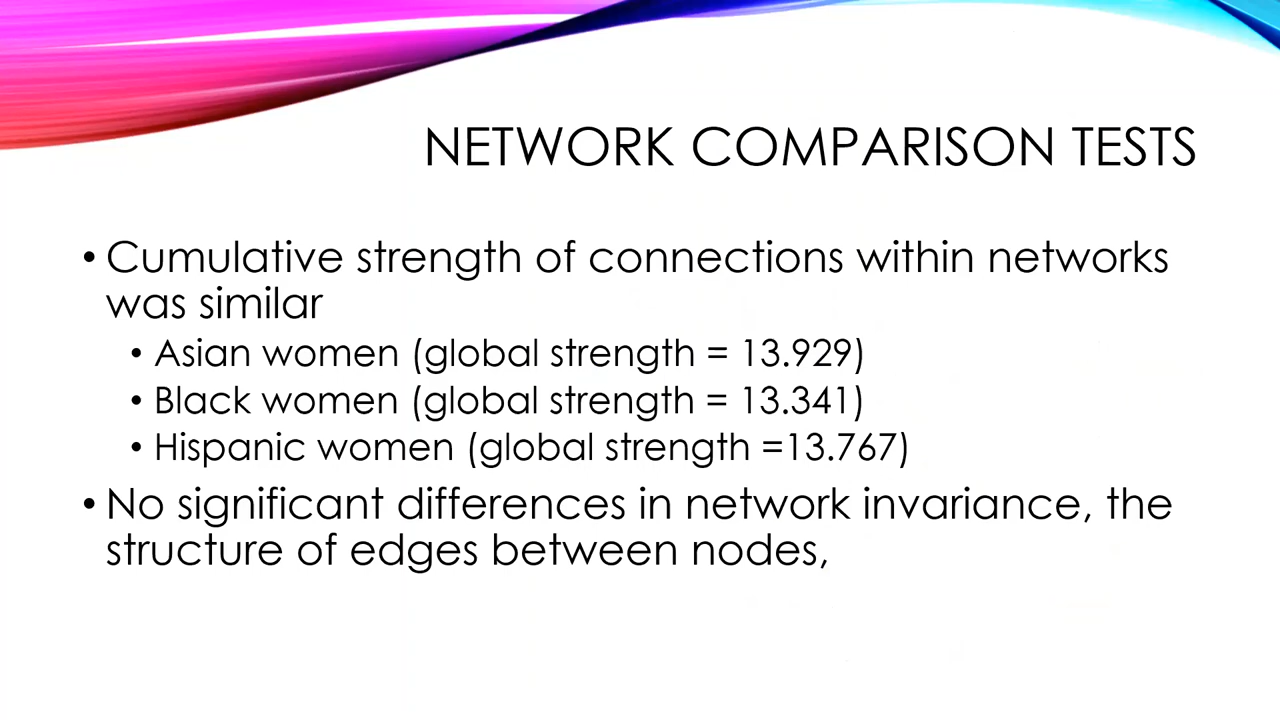 NETWORK COMPARISON TESTS
• Cumulative strength of connections within networks
was similar
• Asian women (global strength = 13.929)
• Black women (global strength = 13.341)
• Hispanic women (global strength =13.767)
• No significant differences in network invariance, the
structure of edges between nodes,